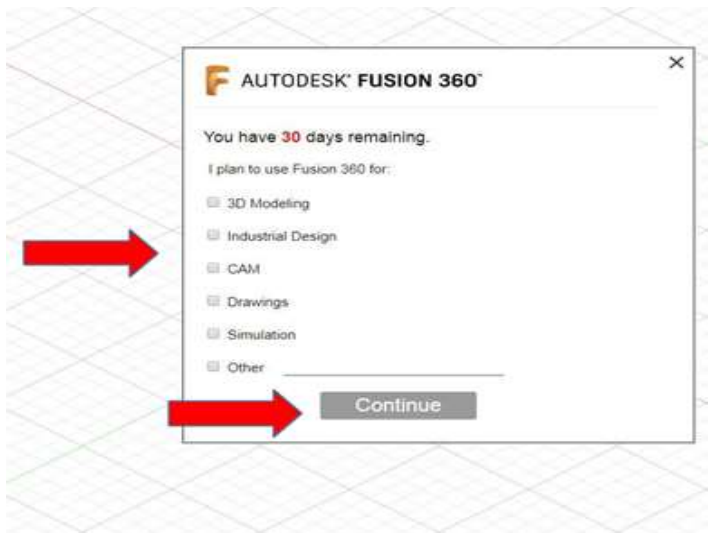 AUTODESK® FUSION 360™
You have 30 days remaining.
I plan to use Fusion 360 for:
3D Modeling
Industrial Design
CAM
Drawings
Simulation
Other
Continue